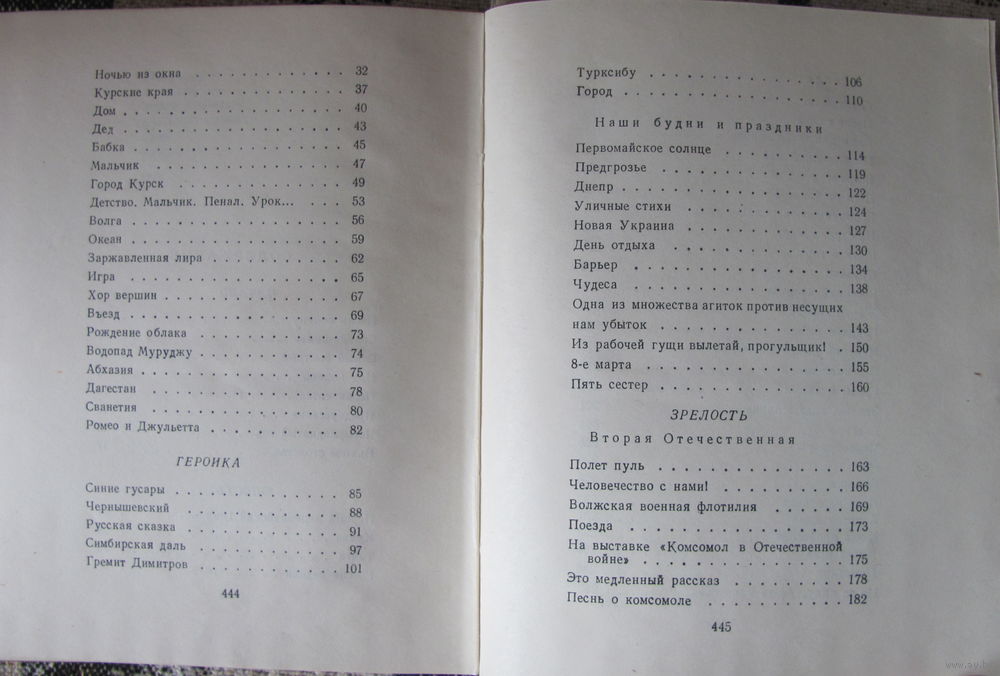 Ночью из окна . . . . . . . . . . . . . 32
Курские края . . . . . . . . . . . . . . 37
Дом . . . . . . . . . . . . . . . . . . 40
Дед . . . . . . . . . . . . . . . . . . 43
Бабка . . . . . . . . . . . . . . . . . 45
Мальчик . . . . . . . . . . . . . . . 47
Город Курск . . . . . . . . . . . . . . 49
Детство. Мальчик. Пенал. Урок... . . . 53
Волга . . . . . . . . . . . . . . . . . 56
Океан . . . . . . . . . . . . . . . . . 59
Заржавленная лира . . . . . . . . . . . 62
Игра . . . . . . . . . . . . . . . . . 65
Хор вершин . . . . . . . . . . . . . . 67
Въезд . . . . . . . . . . . . . . . . . 69
Рождение облака . . . . . . . . . . . . 73
Водопад Муруджу . . . . . . . . . . . . 74
Абхазия . . . . . . . . . . . . . . . . 75
Дагестан . . . . . . . . . . . . . . . 78
Сванетия . . . . . . . . . . . . . . . 80
Ромео и Джульетта . . . . . . . . . . . 82
ГЕРОИКА
Синие гусары . . . . . . . . . . . . . 85
Чернышевский . . . . . . . . . . . . . 88
Русская сказка . . . . . . . . . . . . 91
Симбирская даль . . . . . . . . . . . . 97
Гремит Димитров . . . . . . . . . . . 101
444
Турксибу . . . . . . . . . . . . . . 106
Город . . . . . . . . . . . . . . . . 110
Наши будни и праздники
Первомайское солнце . . . . . . . . . 114
Предгрозье . . . . . . . . . . . . . 119
Днепр . . . . . . . . . . . . . . . . 122
Уличные стихи . . . . . . . . . . . . 124
Новая Украина . . . . . . . . . . . . 127
День отдыха . . . . . . . . . . . . . 130
Барьер . . . . . . . . . . . . . . . 134
Чудеса . . . . . . . . . . . . . . . 138
Одна из множества агиток против несущих
нам убыток . . . . . . . . . . . . . 143
Из рабочей гущи вылетай, прогульщик! . 150
8-е марта . . . . . . . . . . . . . . 155
Пять сестер . . . . . . . . . . . . . 160
ЗРЕЛОСТЬ
Вторая Отечественная
Полет пуль . . . . . . . . . . . . . 163
Человечество с нами! . . . . . . . . . 166
Волжская военная флотилия . . . . . . 169
Поезда . . . . . . . . . . . . . . . 173
На выставке «Комсомол в Отечественной
войне» . . . . . . . . . . . . . . . 175
Это медленный рассказ . . . . . . . . 178
Песнь о комсомоле . . . . . . . . . . 182
445